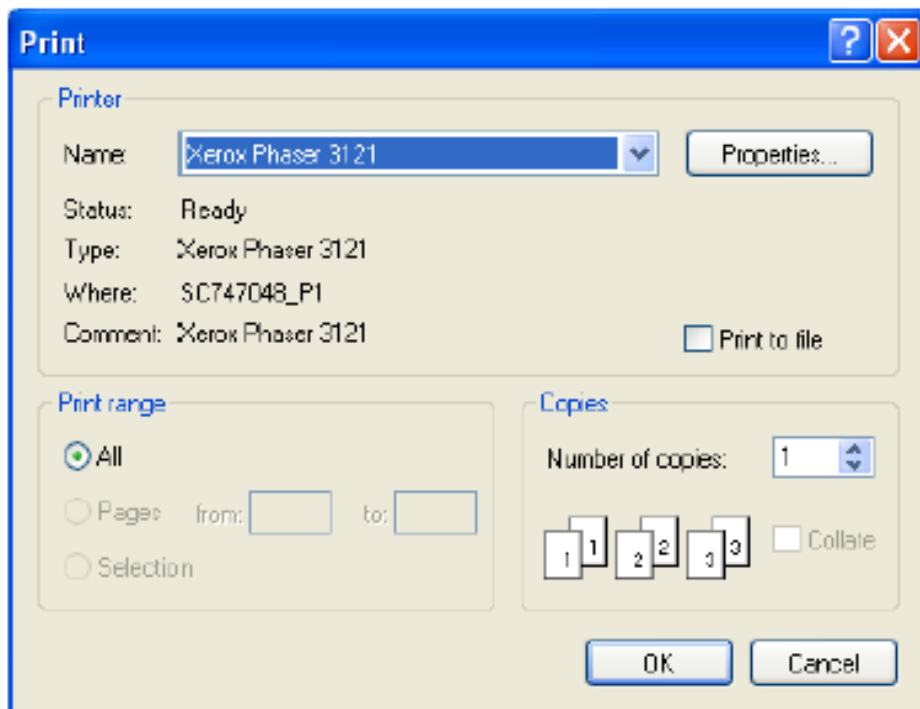 Print
Printer
Name: Xerox Phaser 3121 Properties...
Status: Ready
Type: Xerox Phaser 3121
Where: SC747048_P1
Comment: Xerox Phaser 3121
Print to file
Print range
All
Pages from: to:
Selection
Copies
Number of copies: 1
1 1 2 2 3 3
Collate
OK Cancel